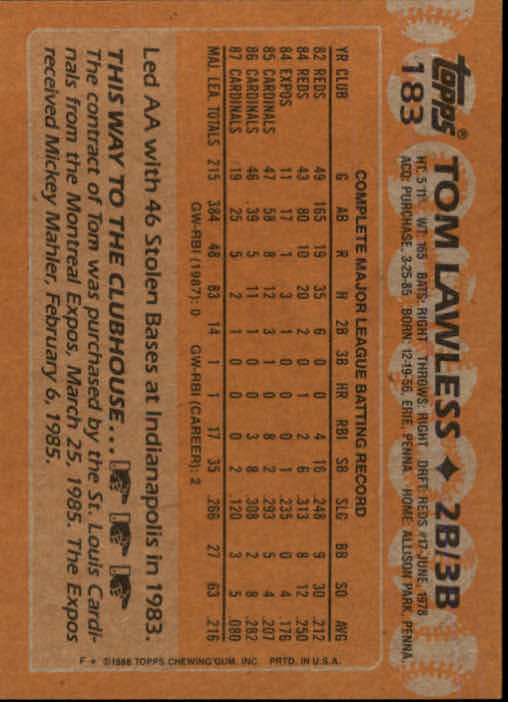 topps®
183
TOM LAWLESS ✦ 2B/3B
HT. 5'11" WT. 165 BATS: RIGHT THROWS: RIGHT DRFT: REDS #17-JUNE, 1978
ACQ: PURCHASE, 3-25-85 BORN: 12-19-56, ERIE, PENNA. HOME: ALLISON PARK, PENNA.
COMPLETE MAJOR LEAGUE BATTING RECORD
YR CLUB G AB R H 2B 3B HR RBI SB SLG BB SO AVG
82 REDS 49 165 19 35 6 0 0 4 16 .248 9 30 .212
84 REDS 43 80 10 20 2 0 1 2 6 .313 8 12 .250
84 EXPOS 11 17 1 3 1 0 0 0 1 .235 0 4 .176
85 CARDINALS 47 58 8 12 3 1 0 8 2 .293 5 4 .207
86 CARDINALS 46 39 5 11 1 0 0 3 8 .308 2 8 .282
87 CARDINALS 19 25 5 2 1 0 0 0 2 .120 3 5 .080
MAJ. LEA. TOTALS 215 384 48 83 14 1 1 17 35 .266 27 63 .216
GW-RBI (1987): 0 GW-RBI (CAREER): 2
Led AA with 46 Stolen Bases at Indianapolis in 1983.
THIS WAY TO THE CLUBHOUSE...
The contract of Tom was purchased by the St. Louis Cardi-
nals from the Montreal Expos, March 25, 1985. The Expos
received Mickey Mahler, February 6, 1985.
F* ©1988 TOPPS CHEWING GUM, INC. PRTD. IN U.S.A.